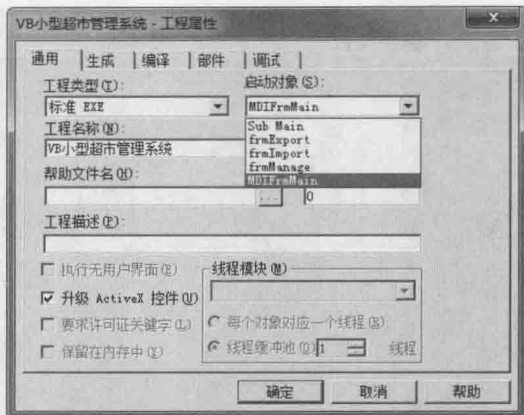 VB小型超市管理系统 - 工程属性
通用 生成 编译 部件 调试
工程类型(T): 启动对象(S):
标准 EXE MDIFrmMain
工程名称(N): Sub Main
VB小型超市管理系统 frmExport
frmImport
frmManage
帮助文件名(H): MDIFrmMain
... 0
工程描述(P):
执行无用户界面(E) 线程模块(M)
升级 ActiveX 控件(U)
要求许可证关键字(L) 每个对象对应一个线程(R)
保留在内存中(Y) 线程缓冲池(O) 1 线程
确定 取消 帮助